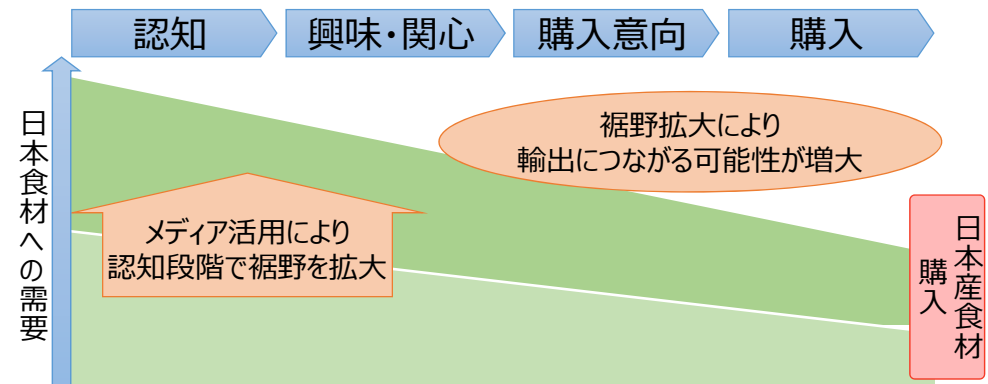 認知
興味・関心
購入意向
購入
日本食材への需要
裾野拡大により
輸出につながる可能性が増大
メディア活用により
認知段階で裾野を拡大
日本産食材
購入